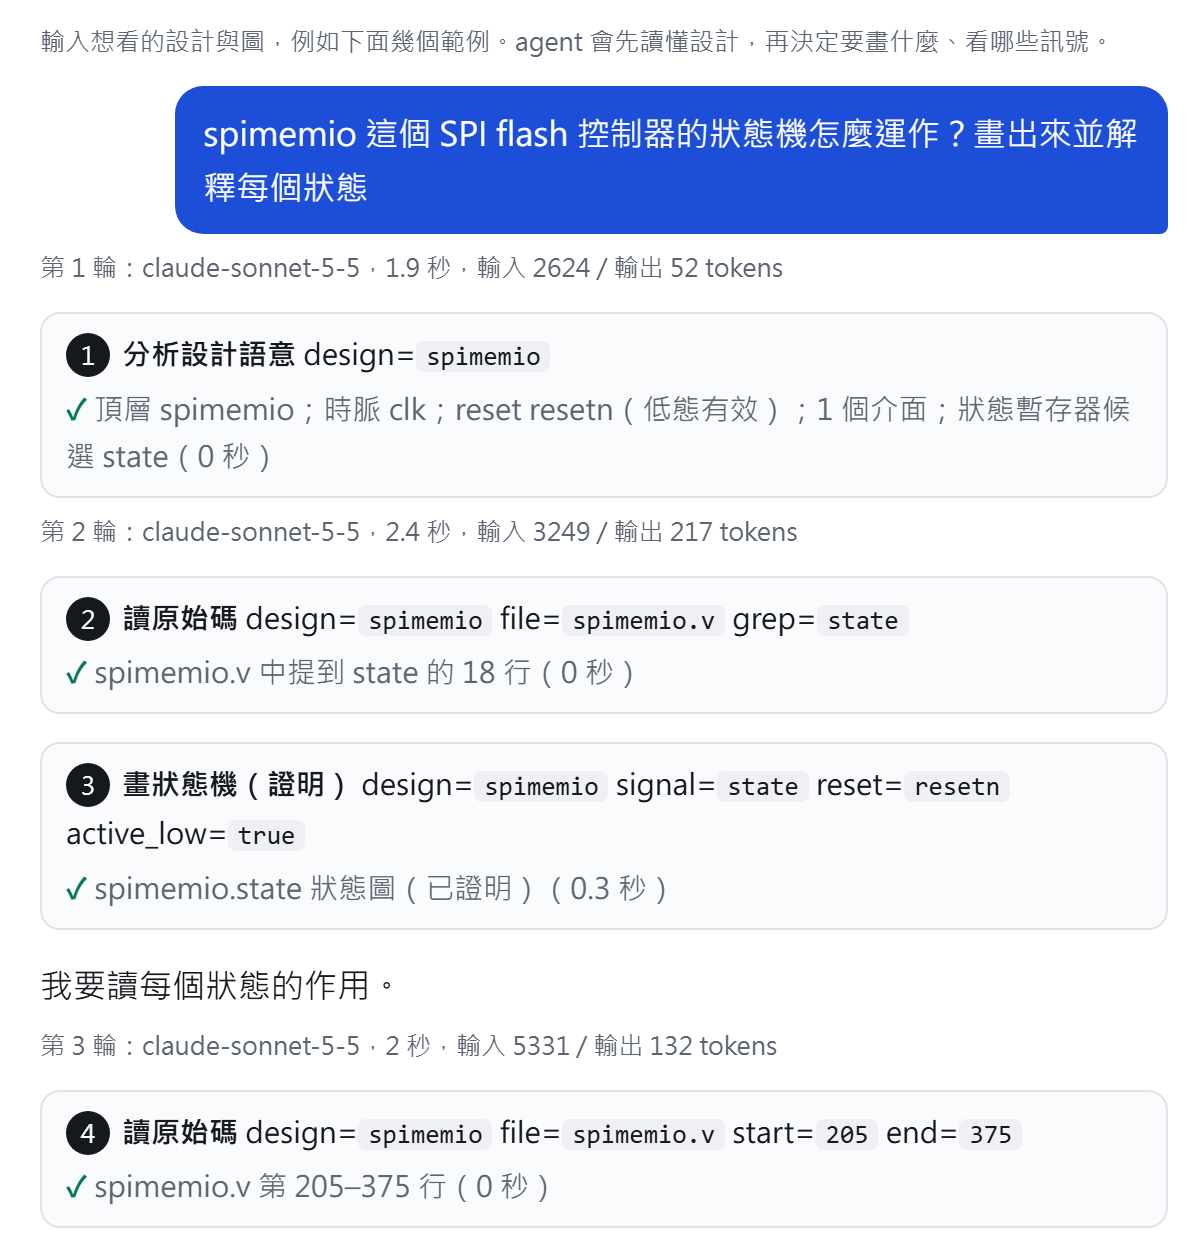 輸入想看的設計與圖，例如下面幾個範例。agent 會先讀懂設計，再決定要畫什麼、看哪些訊號。
spimemio 這個 SPI flash 控制器的狀態機怎麼運作？畫出來並解
釋每個狀態
第 1 輪：claude-sonnet-5-5，1.9 秒，輸入 2624 / 輸出 52 tokens
1 分析設計語意 design= spimemio
✓ 頂層 spimemio；時脈 clk；reset resetn（低態有效）；1 個介面；狀態暫存器候
選 state（0 秒）
第 2 輪：claude-sonnet-5-5，2.4 秒，輸入 3249 / 輸出 217 tokens
2 讀原始碼 design= spimemio file= spimemio.v grep= state
✓ spimemio.v 中提到 state 的 18 行（0 秒）
3 畫狀態機（證明） design= spimemio signal= state reset= resetn
active_low= true
✓ spimemio.state 狀態圖（已證明）（0.3 秒）
我要讀每個狀態的作用。
第 3 輪：claude-sonnet-5-5，2 秒，輸入 5331 / 輸出 132 tokens
4 讀原始碼 design= spimemio file= spimemio.v start= 205 end= 375
✓ spimemio.v 第 205–375 行（0 秒）